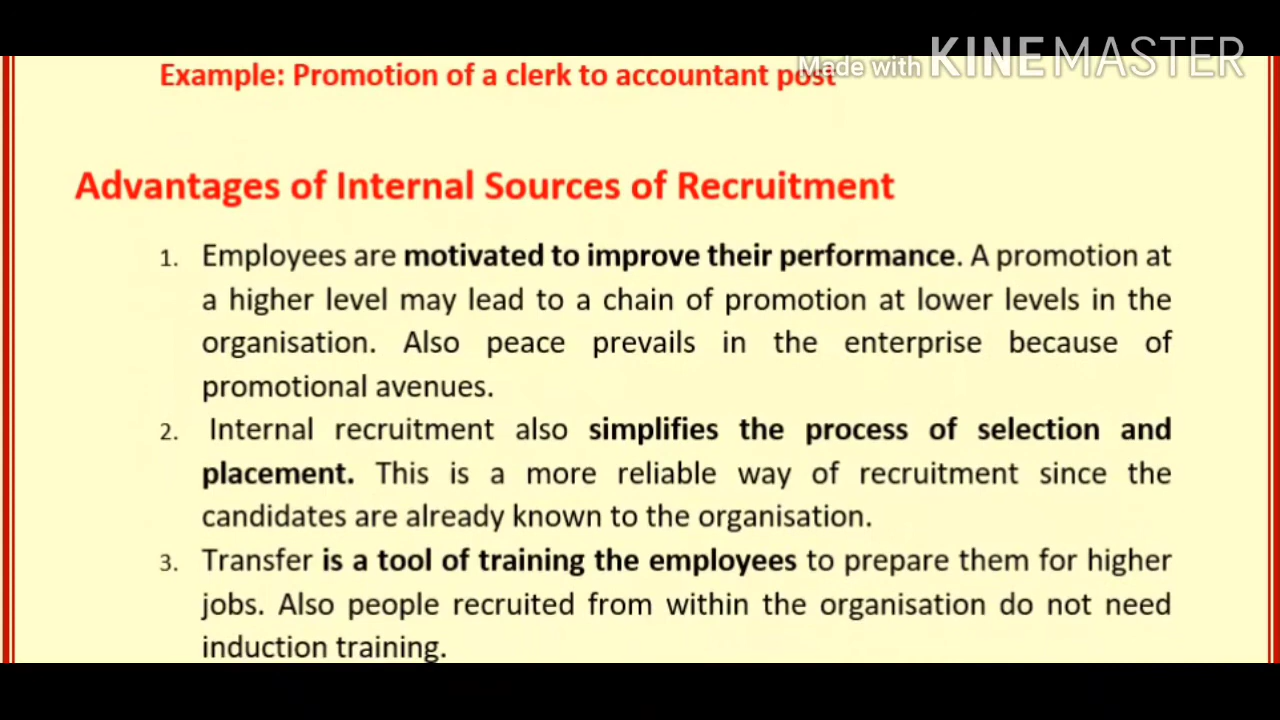 Made with KINEMASTER
Example: Promotion of a clerk to accountant post
Advantages of Internal Sources of Recruitment
1. Employees are motivated to improve their performance. A promotion at
a higher level may lead to a chain of promotion at lower levels in the
organisation. Also peace prevails in the enterprise because of
promotional avenues.
2. Internal recruitment also simplifies the process of selection and
placement. This is a more reliable way of recruitment since the
candidates are already known to the organisation.
3. Transfer is a tool of training the employees to prepare them for higher
jobs. Also people recruited from within the organisation do not need
induction training.